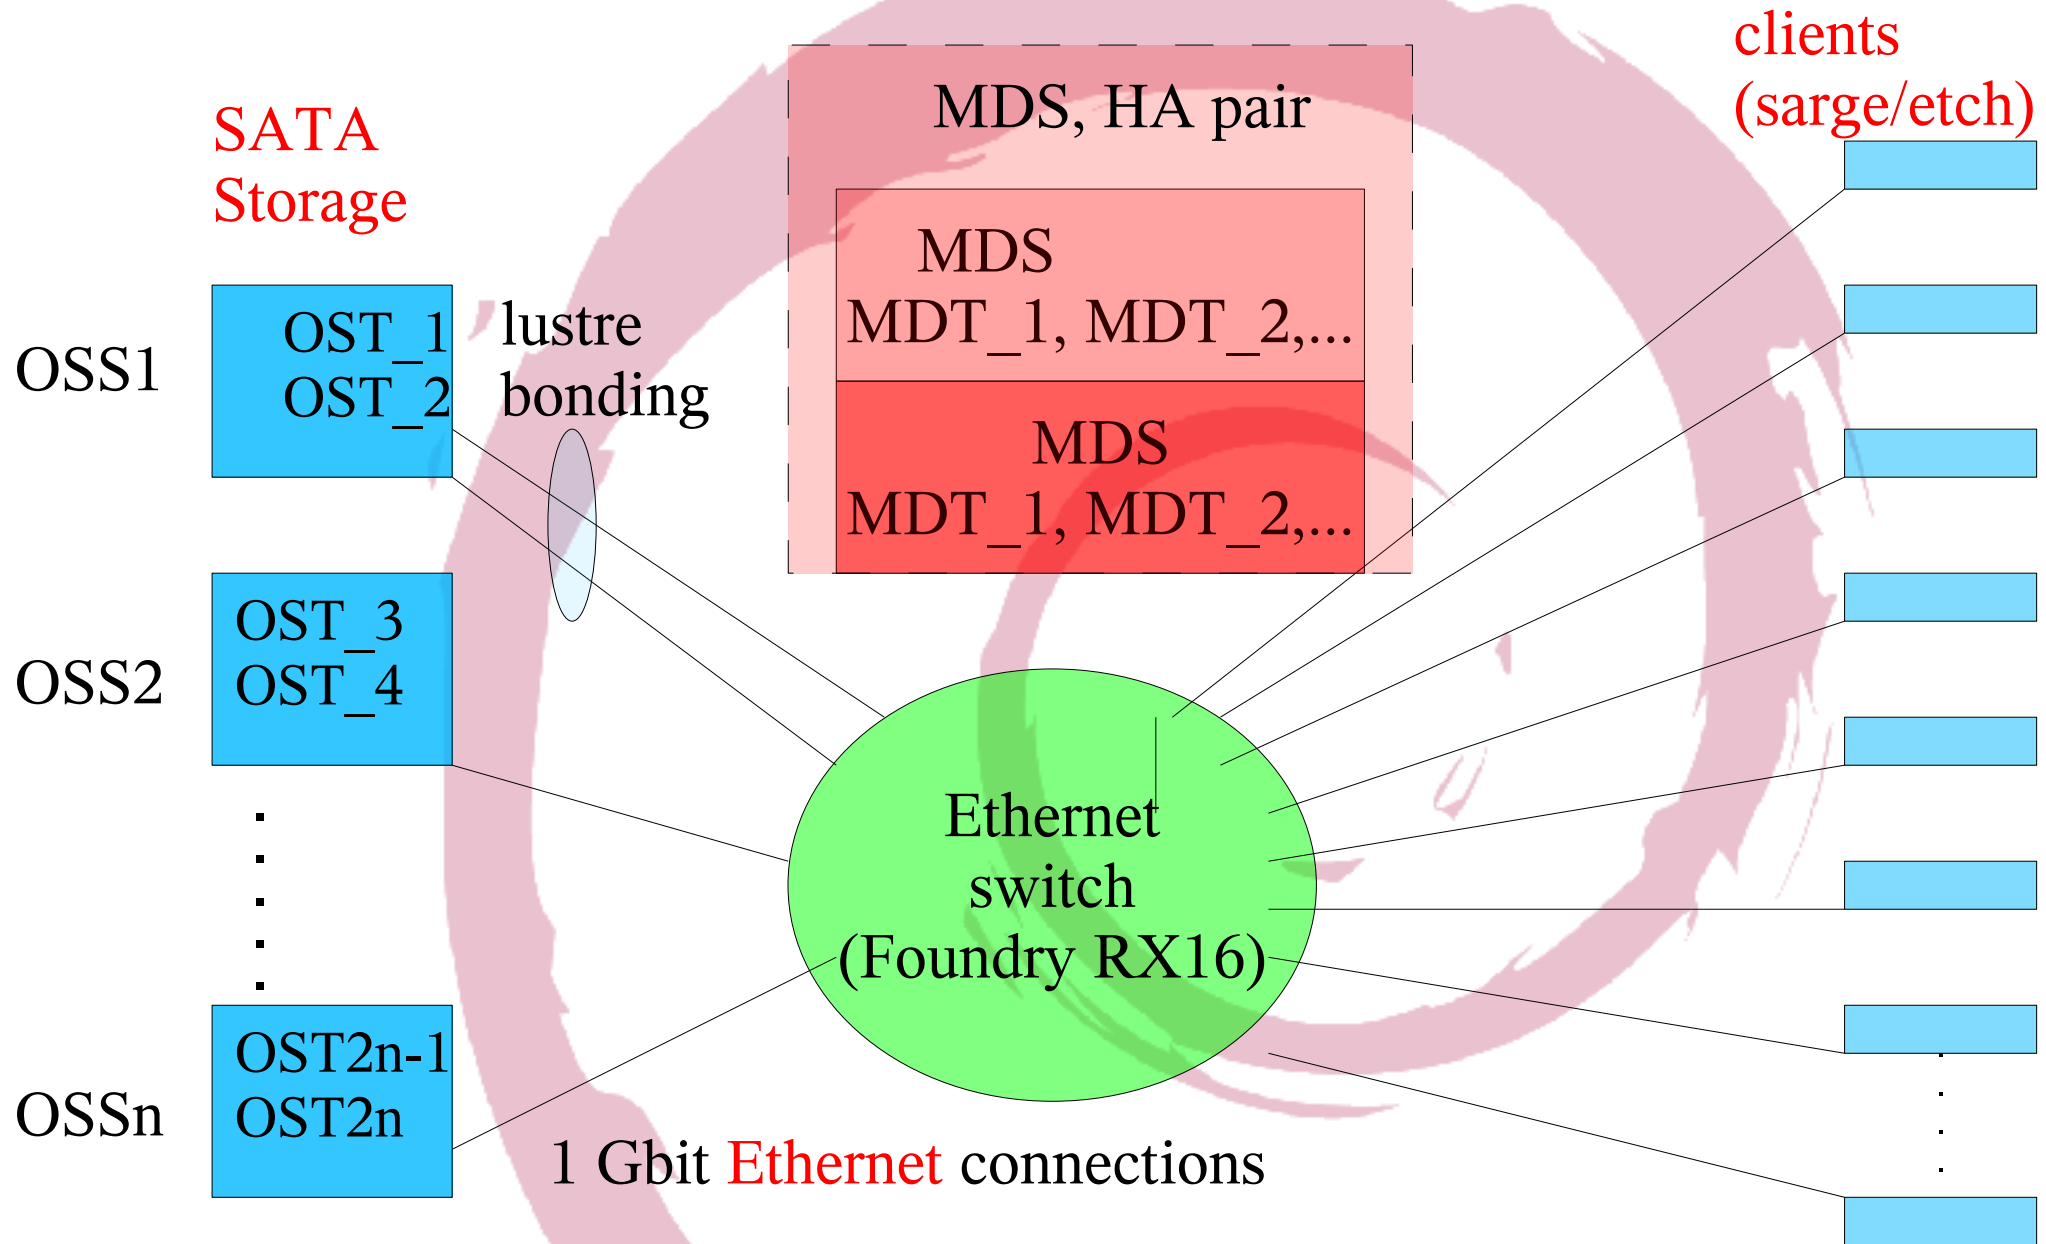 clients
(sarge/etch)
SATA
Storage
MDS, HA pair
MDS
MDT_1, MDT_2,...
MDS
MDT_1, MDT_2,...
lustre
bonding
OSS1
OST_1
OST_2
OSS2
OST_3
OST_4
OSSn
OST2n-1
OST2n
Ethernet
switch
(Foundry RX16)
1 Gbit Ethernet connections